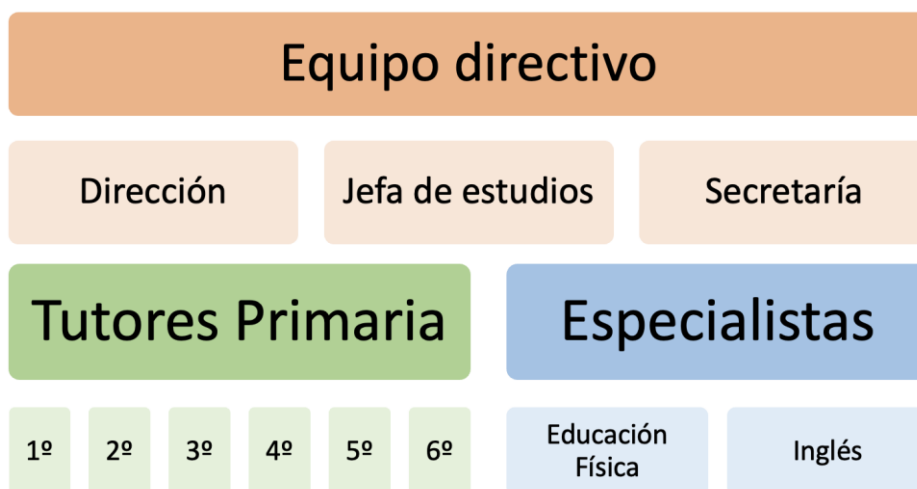 Equipo directivo
Dirección
Jefa de estudios
Secretaría
Tutores Primaria
Especialistas
1º
2º
3º
4º
5º
6º
Educación
Física
Inglés